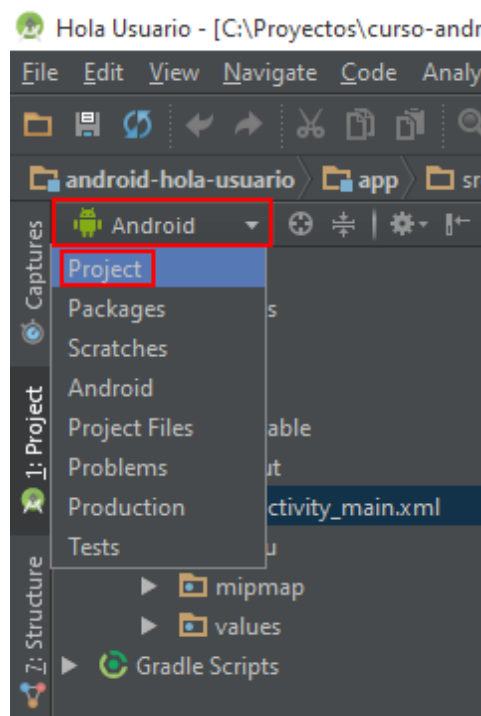 Hola Usuario - [C:\Proyectos\curso-andr
File Edit View Navigate Code Analy
android-hola-usuario app sr
Android
Captures
Project
Packages
s
Scratches
Android
1: Project
Project Files
able
Problems
ut
Production
ctivity_main.xml
Tests
u
7: Structure
mipmap
values
Gradle Scripts